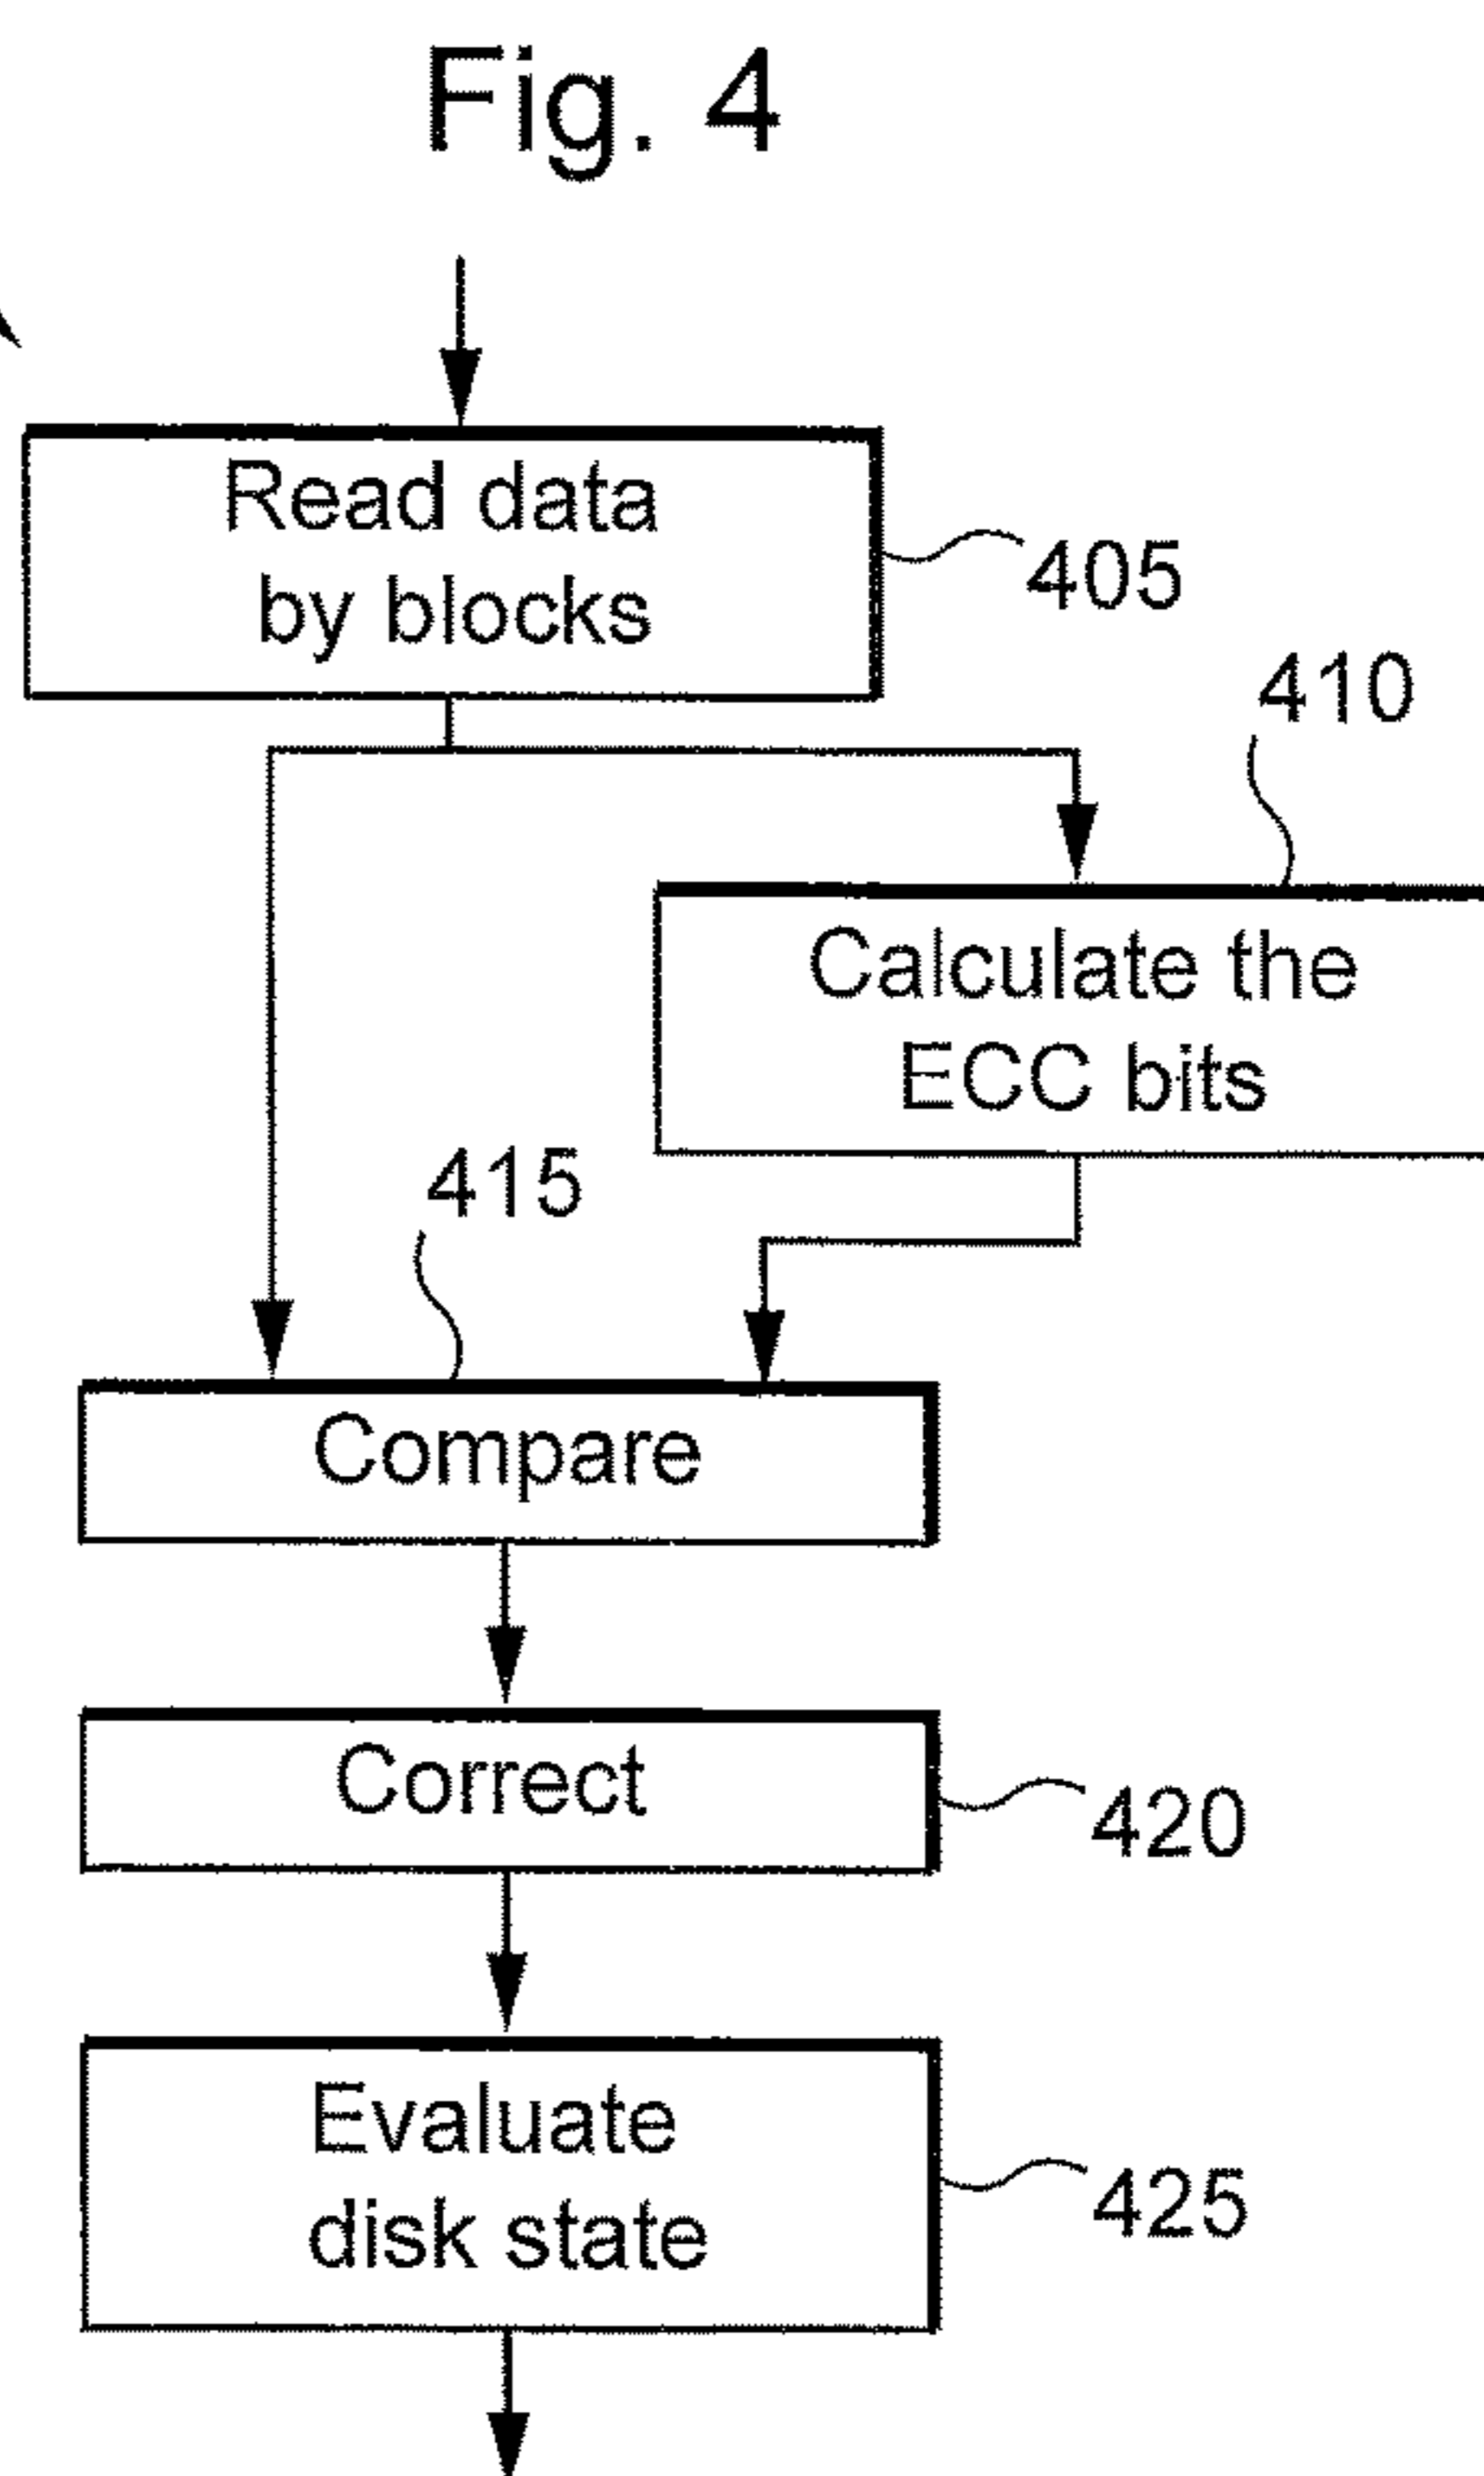 Fig. 4
Read data
by blocks
405
410
Calculate the
ECC bits
415
Compare
Correct
420
Evaluate
disk state
425